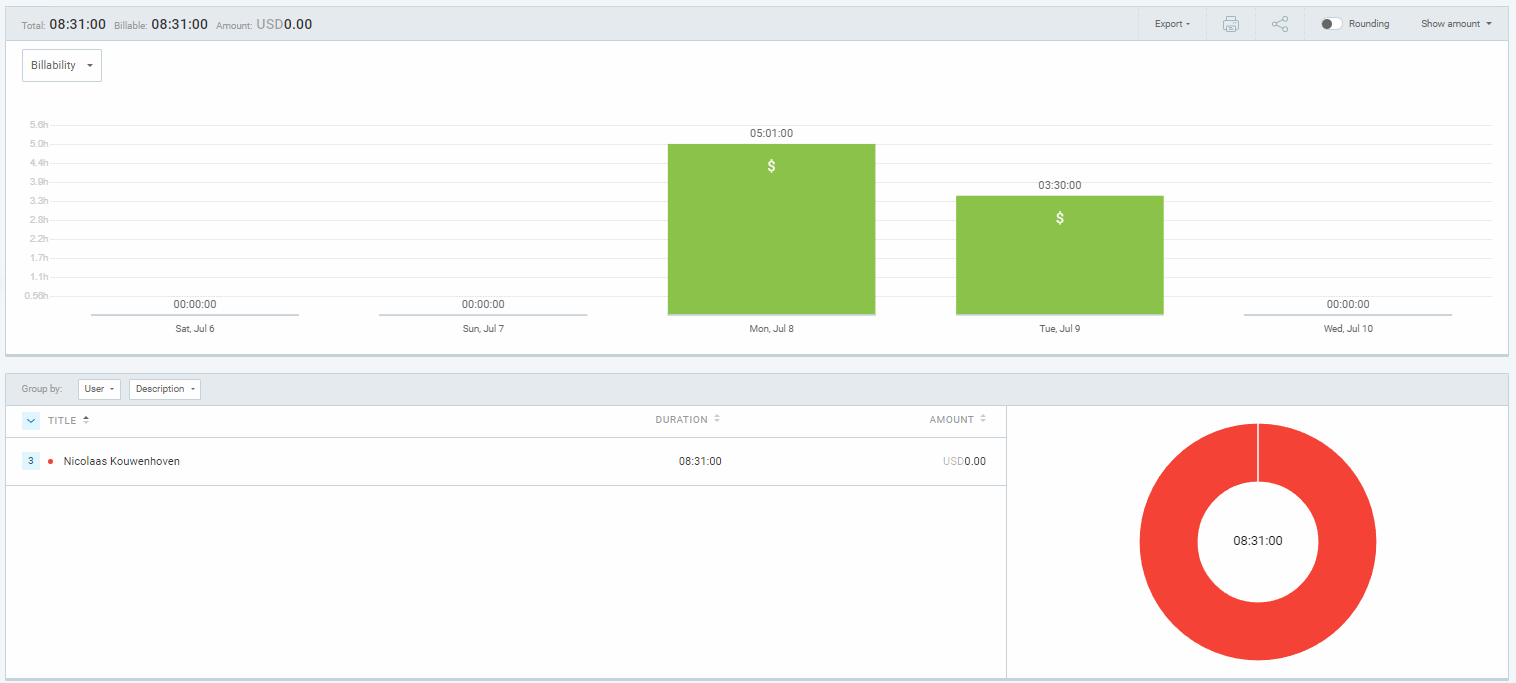 Total: 08:31:00 Billable: 08:31:00 Amount: USD0.00 Export Rounding Show amount
Billability
5.6h
05:01:00
5.0h
$
4.4h
3.9h
03:30:00
3.3h
$
2.8h
2.2h
1.7h
1.1h
0.56h
00:00:00 00:00:00 00:00:00
Sat, Jul 6 Sun, Jul 7 Mon, Jul 8 Tue, Jul 9 Wed, Jul 10
Group by: User Description
TITLE DURATION AMOUNT
3 Nicolaas Kouwenhoven 08:31:00 USD0.00
08:31:00